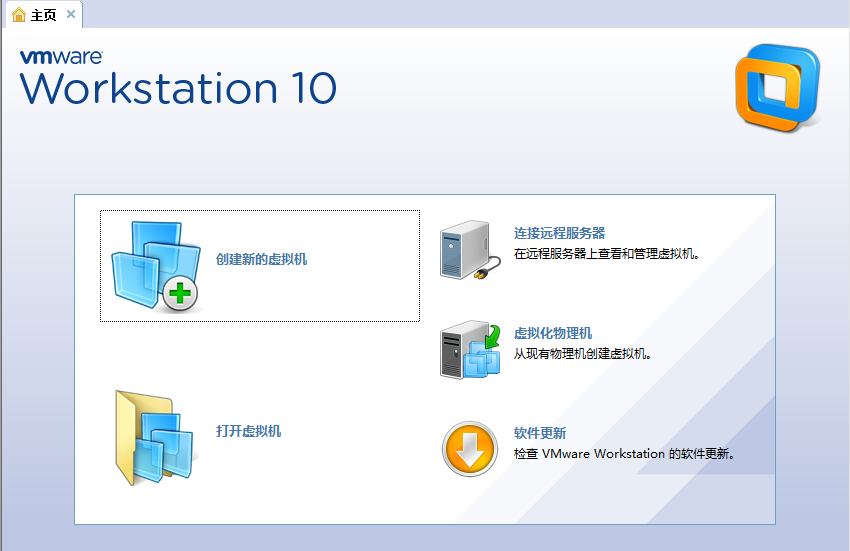 主页
vmware
Workstation 10
创建新的虚拟机
打开虚拟机
连接远程服务器
在远程服务器上查看和管理虚拟机。
虚拟化物理机
从现有物理机创建虚拟机。
软件更新
检查 VMware Workstation 的软件更新。